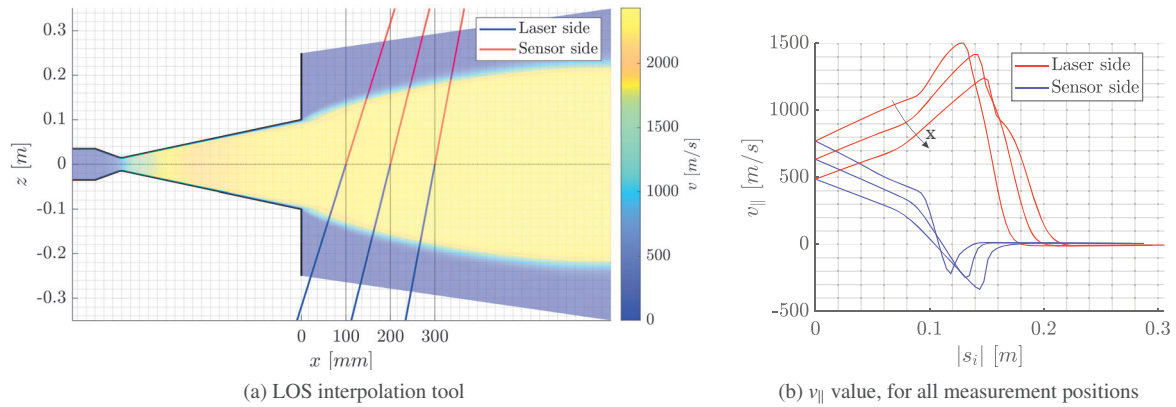 0.3
0.2
0.1
0
-0.1
-0.2
-0.3
z [m]
0
100
200
300
x [mm]
Laser side
Sensor side
2000
1500
1000
500
0
v [m/s]
(a) LOS interpolation tool
1500
1000
500
0
-500
v∥ [m/s]
0
0.1
0.2
0.3
|s_i| [m]
Laser side
Sensor side
x
(b) v∥ value, for all measurement positions